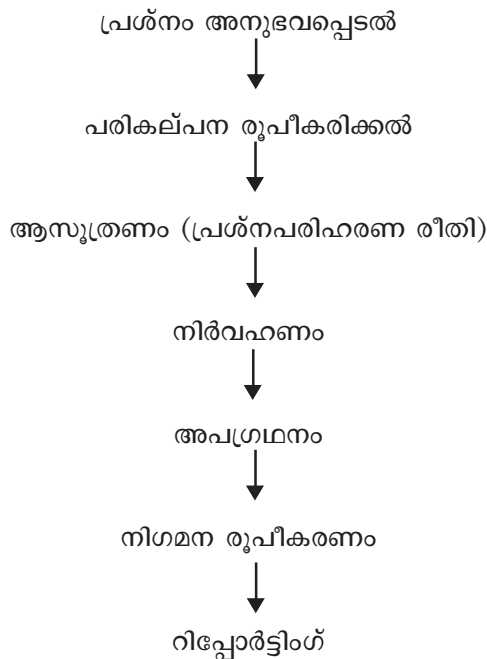 പ്രശ്നം അനുഭവപ്പെടൽ
പരികല്പന രൂപീകരിക്കൽ
ആസൂത്രണം (പ്രശ്നപരിഹരണ രീതി)
നിർവഹണം
അപഗ്രഥനം
നിഗമന രൂപീകരണം
റിപ്പോർട്ടിംഗ്